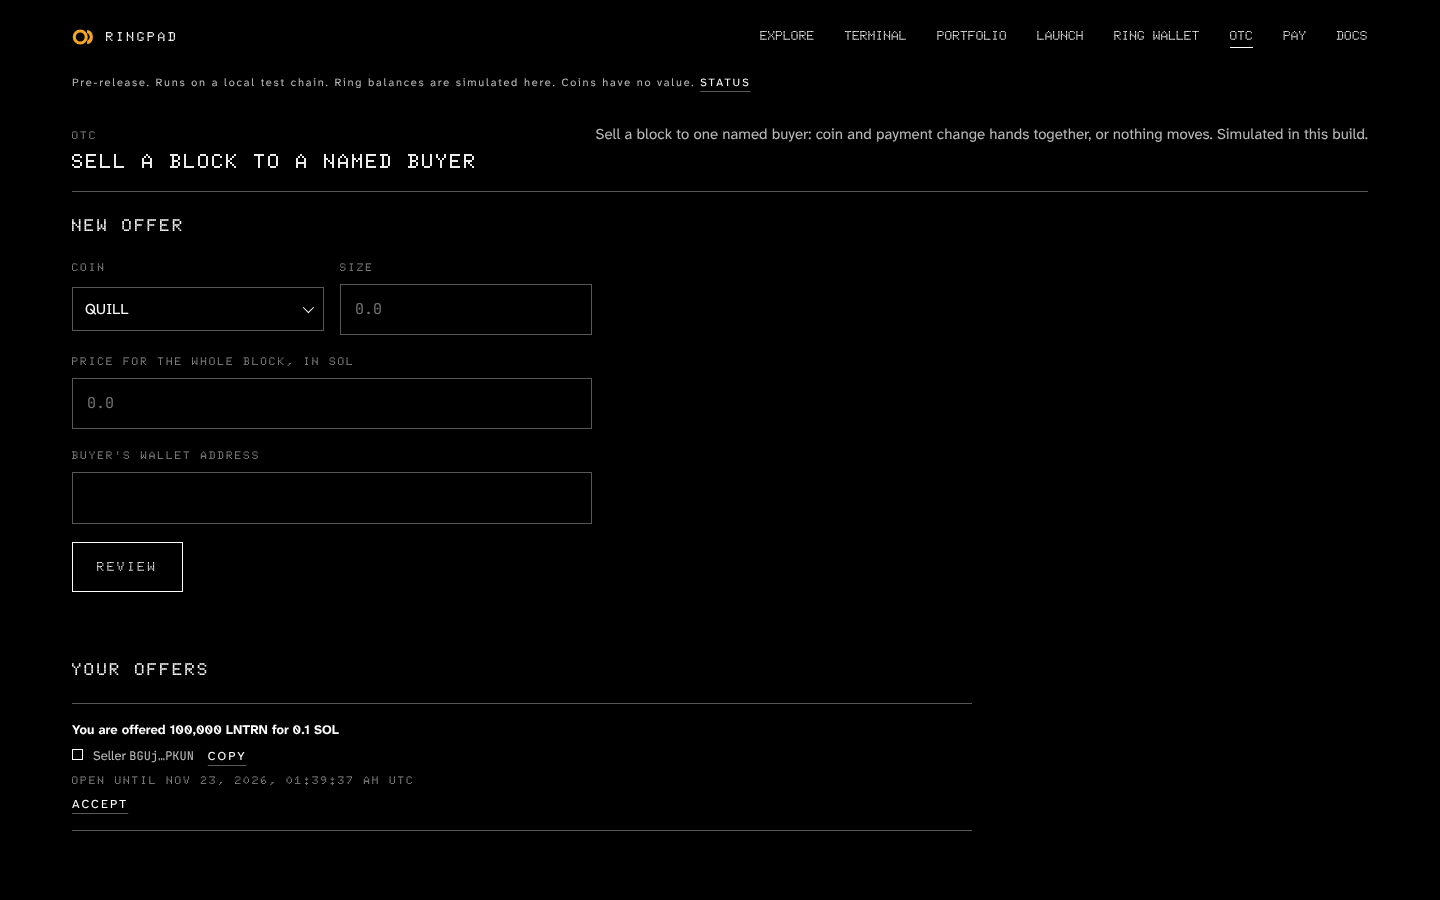 RINGPAD
EXPLORE TERMINAL PORTFOLIO LAUNCH RING WALLET OTC PAY DOCS
Pre-release. Runs on a local test chain. Ring balances are simulated here. Coins have no value. STATUS
OTC
SELL A BLOCK TO A NAMED BUYER
Sell a block to one named buyer: coin and payment change hands together, or nothing moves. Simulated in this build.
NEW OFFER
COIN SIZE
QUILL 0.0
PRICE FOR THE WHOLE BLOCK, IN SOL
0.0
BUYER'S WALLET ADDRESS
REVIEW
YOUR OFFERS
You are offered 100,000 LNTRN for 0.1 SOL
Seller BGUj…PKUN COPY
OPEN UNTIL NOV 23, 2026, 01:39:37 AM UTC
ACCEPT